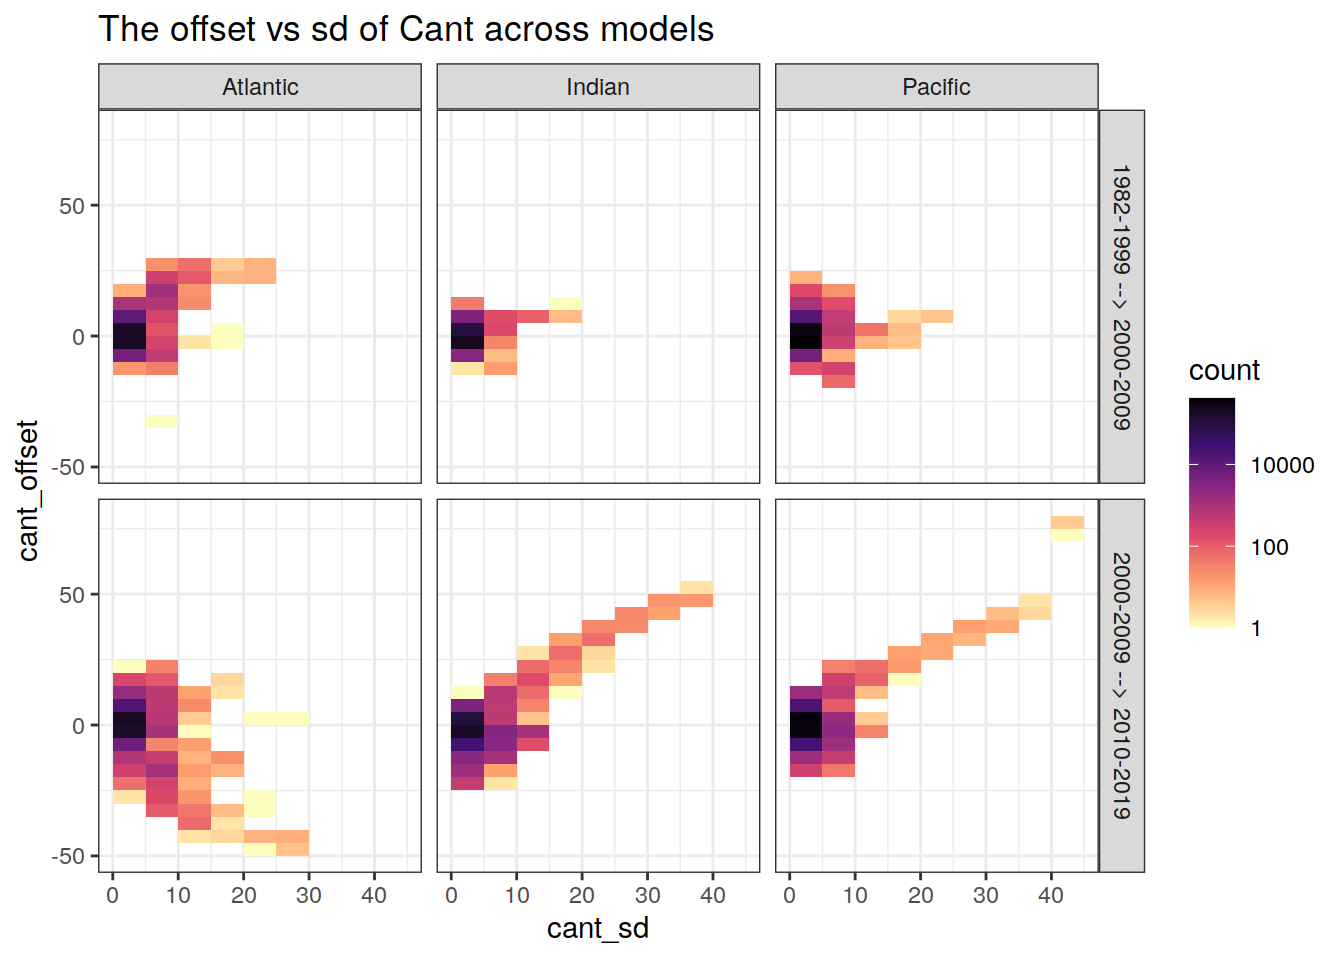 The offset vs sd of Cant across models
Atlantic
Indian
Pacific
50
0
-50
1982-1999 --> 2000-2009
50
0
-50
2000-2009 --> 2010-2019
cant_offset
0 10 20 30 40
0 10 20 30 40
0 10 20 30 40
cant_sd
count
10000
100
1